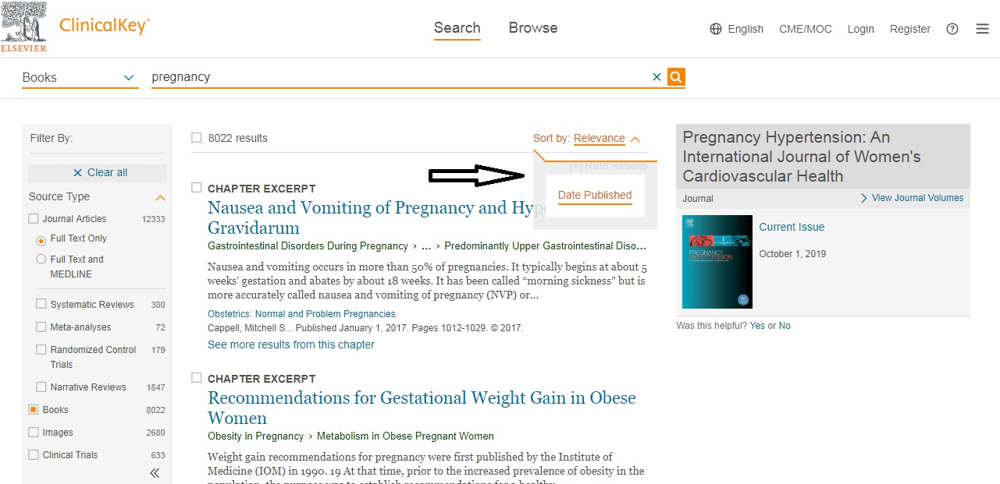 ELSEVIER
ClinicalKey®
Search
Browse
English
CME/MOC
Login
Register
?
Books
pregnancy
Filter By:
Clear all
Source Type
Journal Articles 12333
Full Text Only
Full Text and
MEDLINE
Systematic Reviews 300
Meta-analyses 72
Randomized Control 179
Trials
Narrative Reviews 1847
Books 8022
Images 2680
Clinical Trials 633
8022 results
Sort by: Relevance
[+] Rate Results
Date Published
CHAPTER EXCERPT
Nausea and Vomiting of Pregnancy and
Gravidarum
Gastrointestinal Disorders During Pregnancy › ... › Predominantly Upper Gastrointestinal Diso...
Nausea and vomiting occurs in more than 50% of pregnancies. It typically begins at about 5
weeks' gestation and abates by about 18 weeks. It has been called “morning sickness” but is
more accurately called nausea and vomiting of pregnancy (NVP) or...
Obstetrics: Normal and Problem Pregnancies.
Cappell, Mitchell S... Published January 1, 2017. Pages 1012-1029. © 2017.
See more results from this chapter
CHAPTER EXCERPT
Recommendations for Gestational Weight Gain in Obese
Women
Obesity in Pregnancy › Metabolism in Obese Pregnant Women
Weight gain recommendations for pregnancy were first published by the Institute of
Medicine (IOM) in 1990. 19 At that time, prior to the increased prevalence of obesity in the
Pregnancy Hypertension: An
International Journal of Women's
Cardiovascular Health
Journal
View Journal Volumes
PREGNANCY
HYPERTENSION
Current Issue
October 1, 2019
Was this helpful? Yes or No